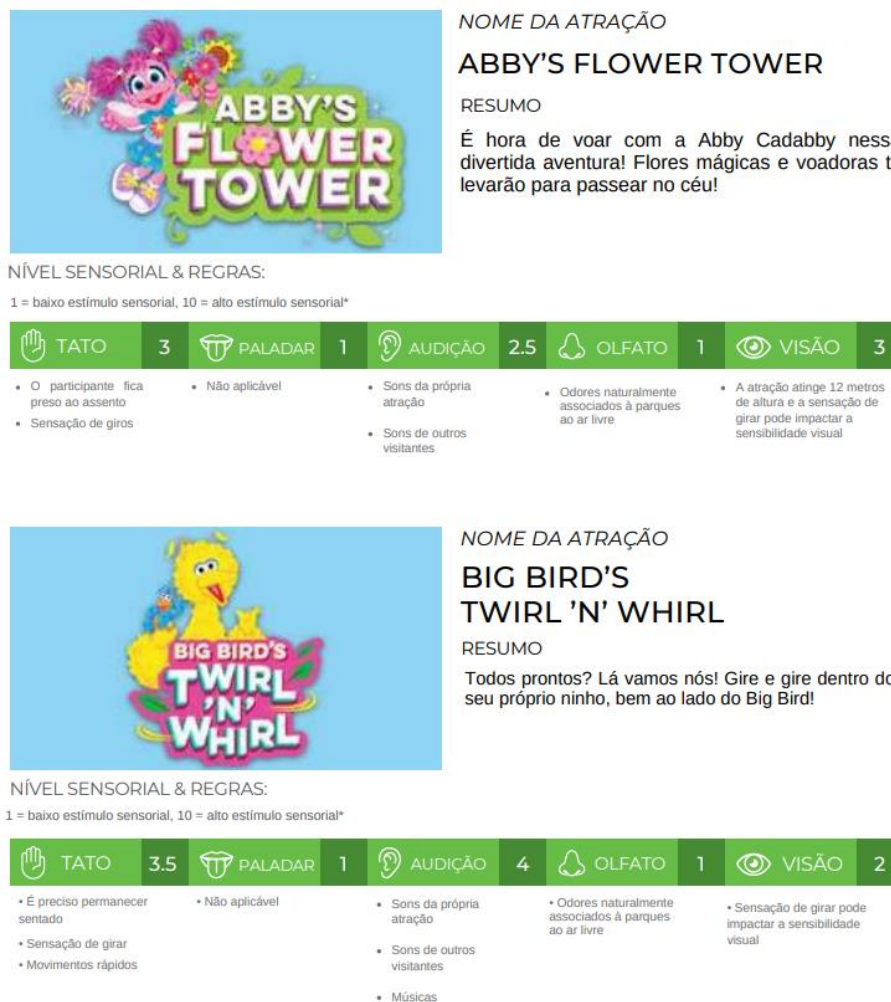 ABBY'S
FLOWER
TOWER
NOME DA ATRAÇÃO
ABBY'S FLOWER TOWER
RESUMO
É hora de voar com a Abby Cadabby
divertida aventura! Flores mágicas e voadoras
levarão para passear no céu!
NÍVEL SENSORIAL & REGRAS:
1 = baixo estímulo sensorial, 10 = alto estímulo sensorial*
TATO 3 PALADAR 1 AUDIÇÃO 2.5 OLFATO 1 VISÃO 3
• O participante fica
preso ao assento
• Sensação de giros
• Não aplicável
• Sons da própria
atração
• Sons de outros
visitantes
• Odores naturalmente
associados à parques
ao ar livre
• A atração atinge 12 metros
de altura e a sensação de
girar pode impactar a
sensibilidade visual
BIG BIRD'S
TWIRL
'N'
WHIRL
NOME DA ATRAÇÃO
BIG BIRD'S
TWIRL 'N' WHIRL
RESUMO
Todos prontos? Lá vamos nós! Gire e gire dentro do
seu próprio ninho, bem ao lado do Big Bird!
NÍVEL SENSORIAL & REGRAS:
1 = baixo estímulo sensorial, 10 = alto estímulo sensorial*
TATO 3.5 PALADAR 1 AUDIÇÃO 4 OLFATO 1 VISÃO 2
• É preciso permanecer
sentado
• Sensação de girar
• Movimentos rápidos
• Não aplicável
• Sons da própria
atração
• Sons de outros
visitantes
• Músicas
• Odores naturalmente
associados à parques
ao ar livre
• Sensação de girar pode
impactar a sensibilidade
visual